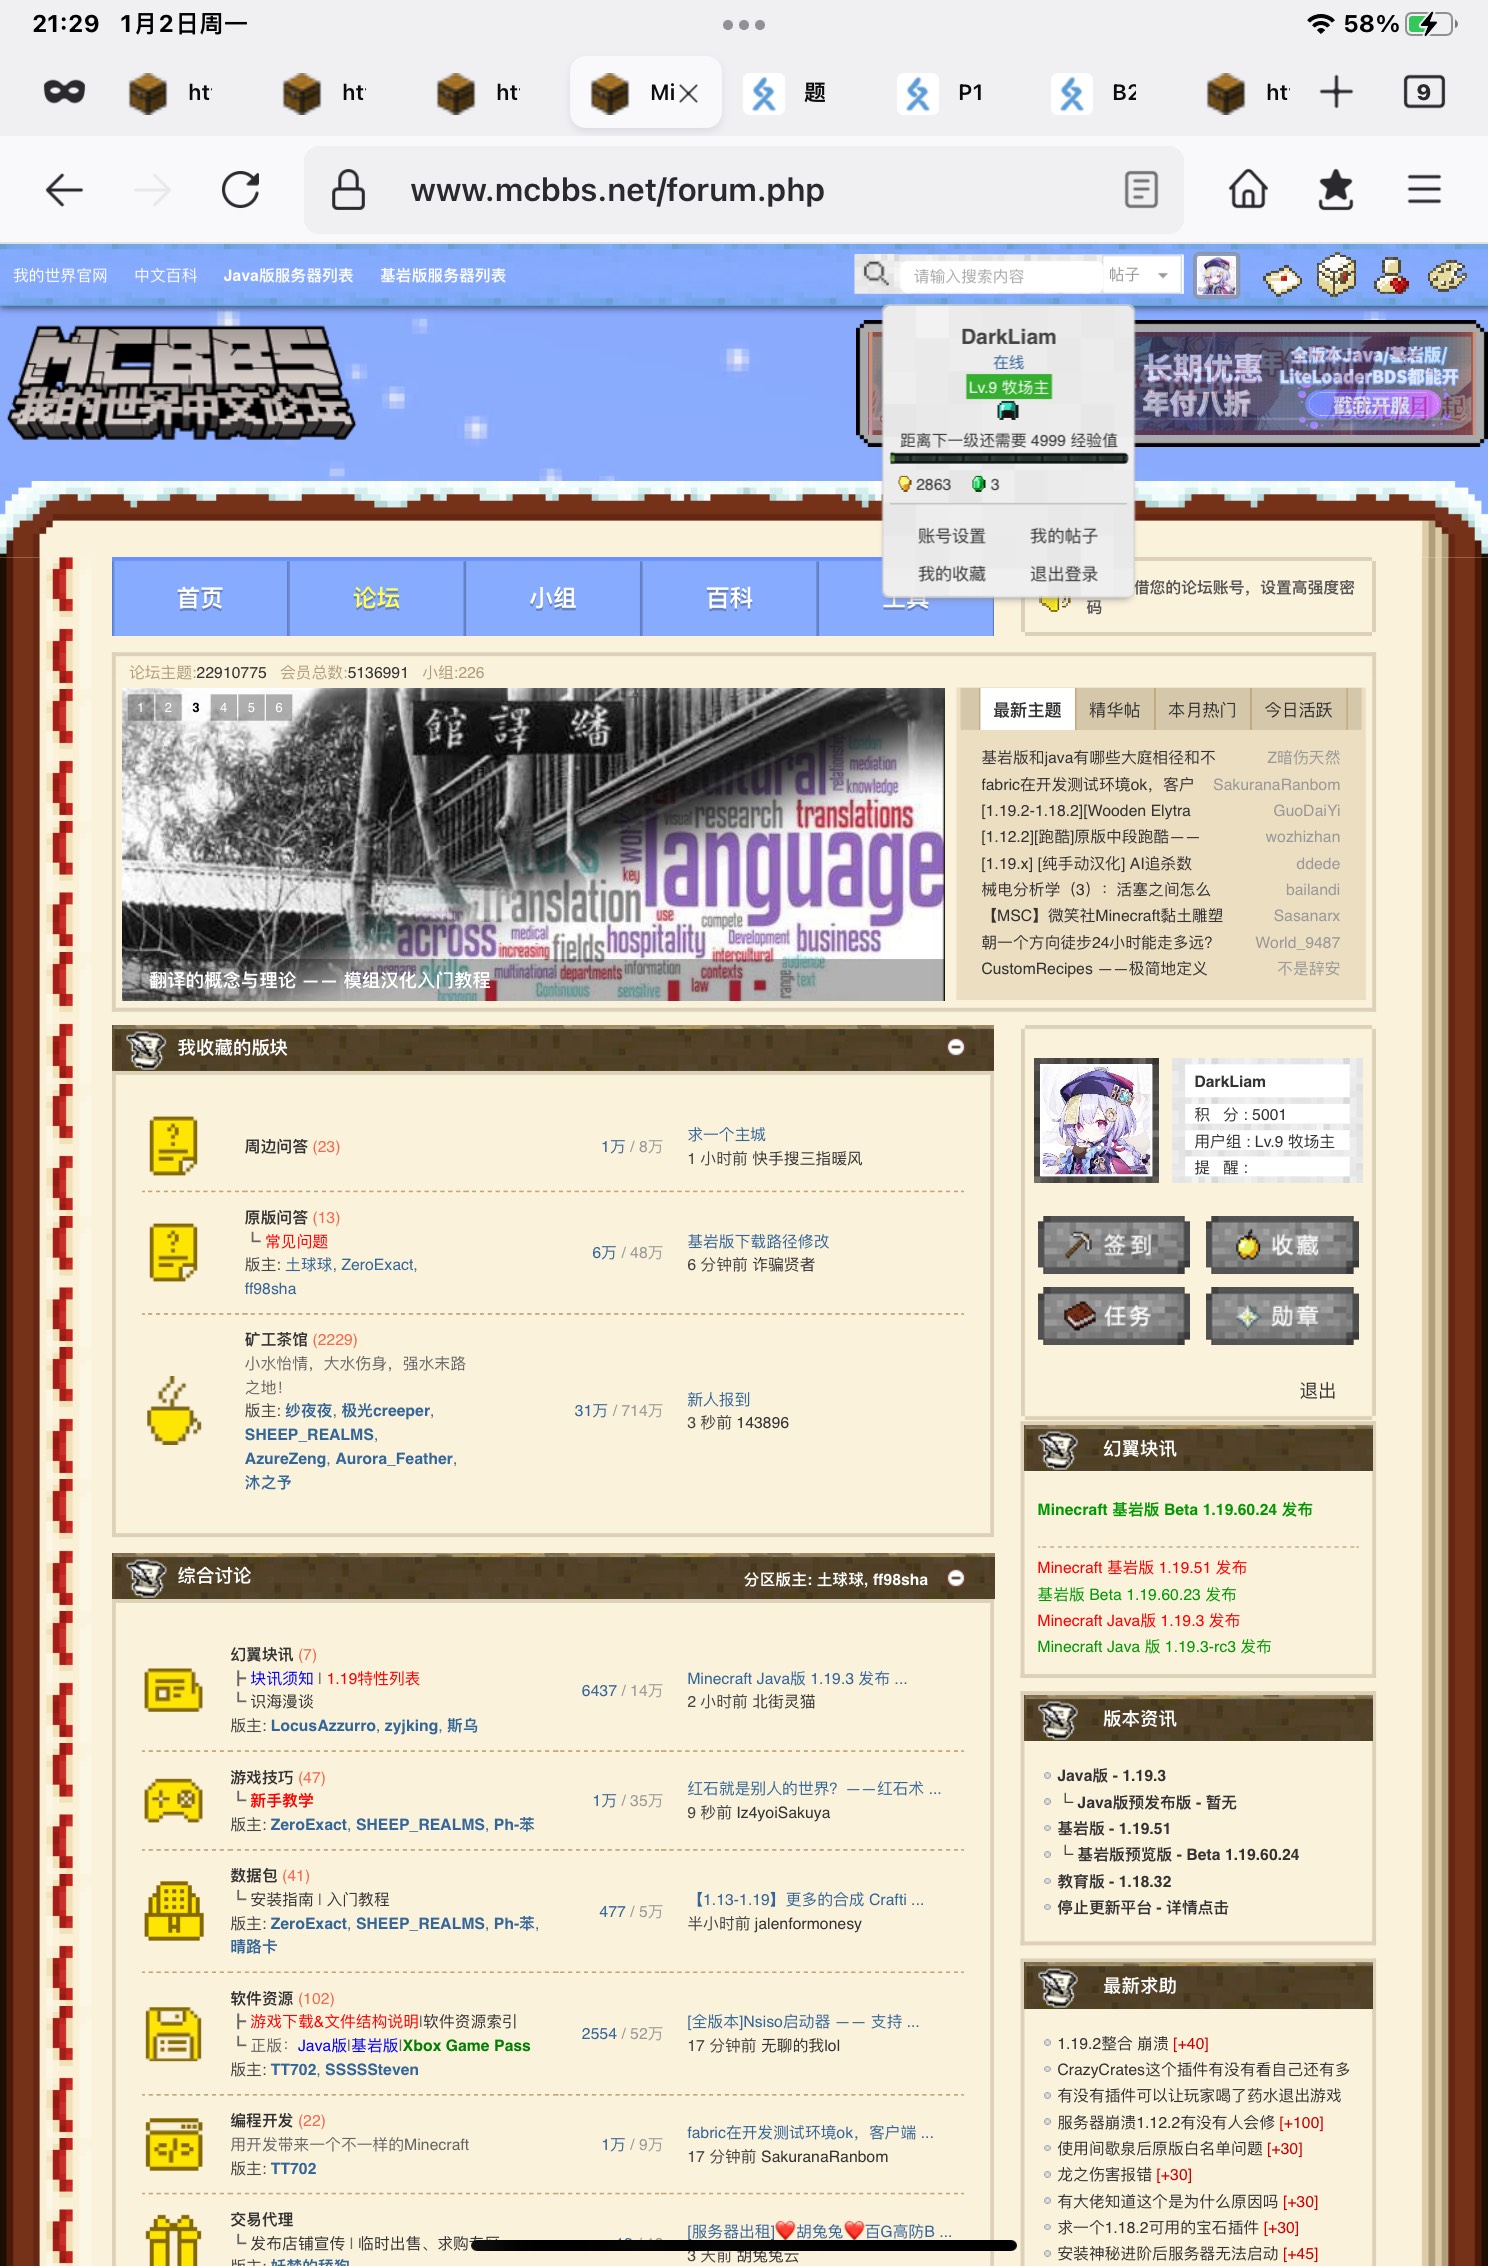 21:29 1月2日周一
58%
ht
ht
ht
Mi
题
P1
B2
ht
9
www.mcbbs.net/forum.php
我的世界官网 中文百科 Java版服务器列表 基岩版服务器列表
请输入搜索内容 帖子
MCBBS
我的世界中文论坛
DarkLiam
在线
Lv.9 牧场主
距离下一级还需要 4999 经验值
2863 3
账号设置 我的帖子
我的收藏 退出登录
长期优惠
年付八折
全版本Java/基岩版/
LiteLoaderBDS都能开
戳我开服
首页 论坛 小组 百科 工具
借您的论坛账号，设置高强度密
码
论坛主题:22910775 会员总数:5136991 小组:226
1 2 3 4 5 6
館譯繙
翻译的概念与理论 —— 模组汉化入门教程
relationship
mediation
knowledge
visual research translations
language
key
translation
across
medical
increasing
fields
use
hospitality
compete
Development
business
intercultural
multinational departments information contexts
audience
text
Continuous sensitive law range
最新主题 精华帖 本月热门 今日活跃
基岩版和java有哪些大庭相径和不 Z暗伤天然
fabric在开发测试环境ok，客户 SakuranaRanbom
[1.19.2-1.18.2][Wooden Elytra GuoDaiYi
[1.12.2][跑酷]原版中段跑酷—— wozhizhan
[1.19.x] [纯手动汉化] AI追杀数 ddede
械电分析学（3）：活塞之间怎么 bailandi
【MSC】微笑社Minecraft黏土雕塑 Sasanarx
朝一个方向徒步24小时能走多远? World_9487
CustomRecipes ——极简地定义 不是辞安
我收藏的版块
周边问答 (23)
1万 / 8万
求一个主城
1 小时前 快手搜三指暖风
原版问答 (13)
└ 常见问题
版主: 土球球, ZeroExact,
ff98sha
6万 / 48万
基岩版下载路径修改
6 分钟前 诈骗贤者
矿工茶馆 (2229)
小水怡情，大水伤身，强水末路
之地！
版主: 纱夜夜, 极光creeper,
SHEEP_REALMS,
AzureZeng, Aurora_Feather,
沐之予
31万 / 714万
新人报到
3 秒前 143896
DarkLiam
积 分 : 5001
用户组 : Lv.9 牧场主
提 醒 :
签到 收藏
任务 勋章
退出
幻翼块讯
Minecraft 基岩版 Beta 1.19.60.24 发布
Minecraft 基岩版 1.19.51 发布
基岩版 Beta 1.19.60.23 发布
Minecraft Java版 1.19.3 发布
Minecraft Java 版 1.19.3-rc3 发布
综合讨论
分区版主: 土球球, ff98sha
幻翼块讯 (7)
├ 块讯须知 | 1.19特性列表
└ 识海漫谈
版主: LocusAzzurro, zyjking, 斯乌
6437 / 14万
Minecraft Java版 1.19.3 发布 ...
2 小时前 北街灵猫
游戏技巧 (47)
└ 新手教学
版主: ZeroExact, SHEEP_REALMS, Ph-苯
1万 / 35万
红石就是别人的世界？——红石术 ...
9 秒前 lz4yoiSakuya
数据包 (41)
└ 安装指南 | 入门教程
版主: ZeroExact, SHEEP_REALMS, Ph-苯,
晴路卡
477 / 5万
【1.13-1.19】更多的合成 Crafti ...
半小时前 jalenformonesy
软件资源 (102)
├ 游戏下载&文件结构说明|软件资源索引
└ 正版：Java版|基岩版|Xbox Game Pass
版主: TT702, SSSSSteven
2554 / 52万
[全版本]Nsiso启动器 —— 支持 ...
17 分钟前 无聊的我lol
编程开发 (22)
用开发带来一个不一样的Minecraft
版主: TT702
1万 / 9万
fabric在开发测试环境ok，客户端 ...
17 分钟前 SakuranaRanbom
交易代理
└ 发布店铺宣传 | 临时出售、求购专区
[服务器出租]❤️胡兔兔❤️百G高防B ...
3 天前 胡兔兔云
版本资讯
Java版 - 1.19.3
└ Java版预发布版 - 暂无
基岩版 - 1.19.51
└ 基岩版预览版 - Beta 1.19.60.24
教育版 - 1.18.32
停止更新平台 - 详情点击
最新求助
1.19.2整合 崩溃 [+40]
CrazyCrates这个插件有没有看自己还有多
有没有插件可以让玩家喝了药水退出游戏
服务器崩溃1.12.2有没有人会修 [+100]
使用间歇泉后原版白名单问题 [+30]
龙之伤害报错 [+30]
有大佬知道这个是为什么原因吗 [+30]
求一个1.18.2可用的宝石插件 [+30]
安装神秘进阶后服务器无法启动 [+45]